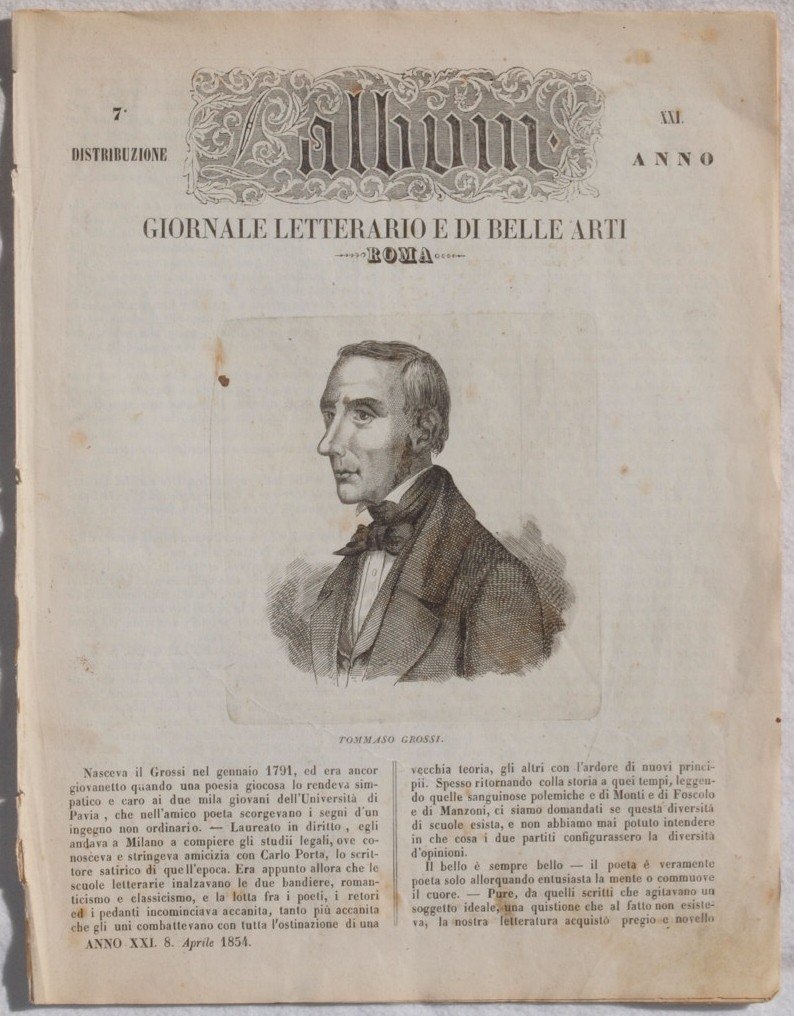 7.
DISTRIBUZIONE
L'album.
XXI.
ANNO
GIORNALE LETTERARIO E DI BELLE ARTI
ROMA
TOMMASO GROSSI.
Nasceva il Grossi nel gennaio 1791, ed era ancor
giovanetto quando una poesia giocosa lo rendeva sim-
patico e caro ai due mila giovani dell'Università di
Pavia , che nell'amico poeta scorgevano i segni d'un
ingegno non ordinario. — Laureato in diritto , egli
andava a Milano a compiere gli studii legali, ove co-
nosceva e stringeva amicizia con Carlo Porta, lo scrit-
tore satirico di quell'epoca. Era appunto allora che le
scuole letterarie inalzavano le due bandiere, roman-
ticismo e classicismo, e la lotta fra i poeti, i retori
ed i pedanti incominciava accanita, tanto più accanita
che gli uni combattevano con tutta l'ostinazione di una
vecchia teoria, gli altri con l'ardore di nuovi princi-
pii. Spesso ritornando colla storia a quei tempi, leggen-
do quelle sanguinose polemiche e di Monti e di Foscolo
e di Manzoni, ci siamo domandati se questa diversità
di scuole esista, e non abbiamo mai potuto intendere
in che cosa i due partiti configurassero la diversità
d'opinioni.
Il bello è sempre bello — il poeta è veramente
poeta solo allorquando entusiasta la mente o commuove
il cuore. — Pure, da quelli scritti che agitavano un
soggetto ideale, una quistione che al fatto non esiste-
va, la nostra letteratura acquistò pregio e novello
ANNO XXI. 8. Aprile 1854.